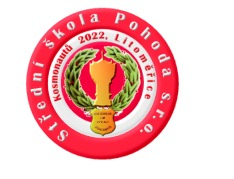 Střední škola Pohoda s.r.o.
Kosmonautů 2022, Litoměřice